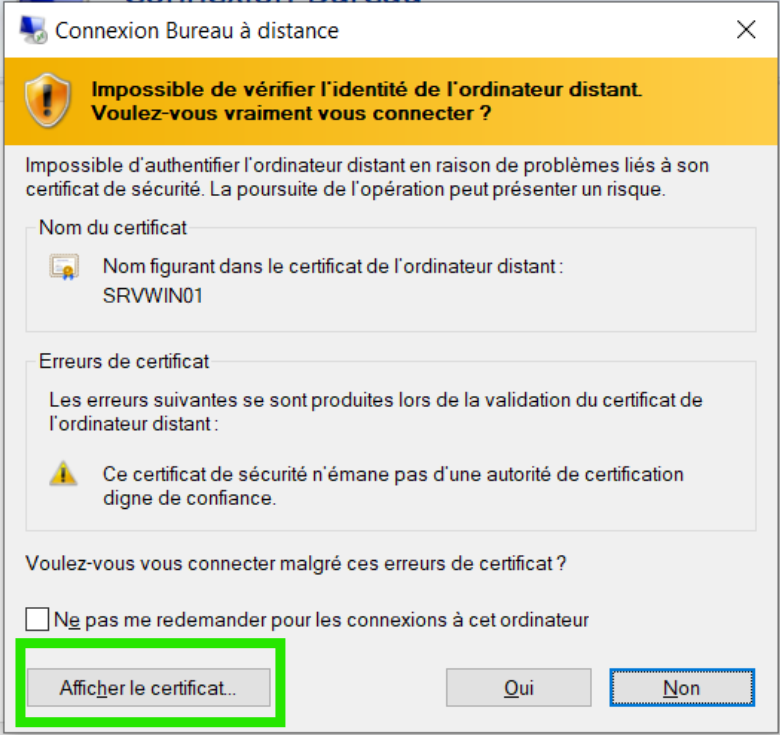 Connexion Bureau à distance
Impossible de vérifier l'identité de l'ordinateur distant.
Voulez-vous vraiment vous connecter ?
Impossible d'authentifier l'ordinateur distant en raison de problèmes liés à son
certificat de sécurité. La poursuite de l'opération peut présenter un risque.
Nom du certificat
Nom figurant dans le certificat de l'ordinateur distant :
SRVWIN01
Erreurs de certificat
Les erreurs suivantes se sont produites lors de la validation du certificat de
l'ordinateur distant :
Ce certificat de sécurité n'émane pas d'une autorité de certification
digne de confiance.
Voulez-vous vous connecter malgré ces erreurs de certificat ?
Ne pas me redemander pour les connexions à cet ordinateur
Afficher le certificat... Oui Non